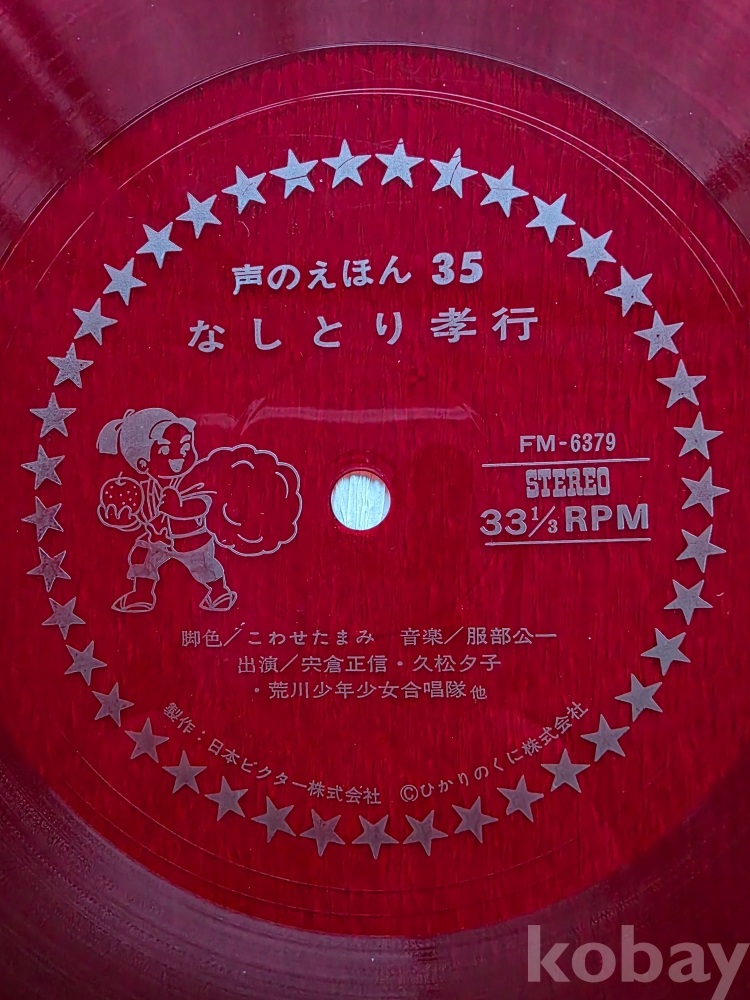 声のえほん 35
なしとり孝行
FM-6379
STEREO
33 1/3 RPM
脚色／こわせたまみ 音楽／服部公一
出演／宍倉正信・久松夕子
・荒川少年少女合唱隊 他
製作：日本ビクター株式会社 Ⓒひかりのくに株式会社
kobay